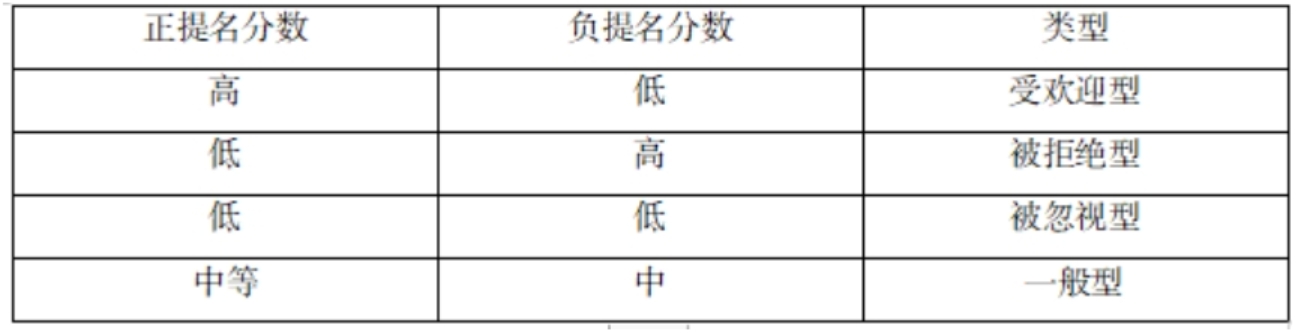 正提名分数 负提名分数 类型
高 低 受欢迎型
低 高 被拒绝型
低 低 被忽视型
中等 中 一般型